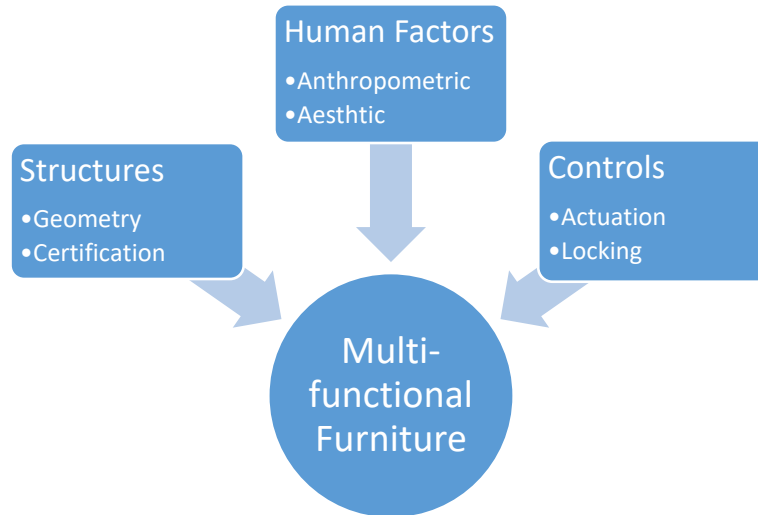 Human Factors
•Anthropometric
•Aesthtic
Structures
•Geometry
•Certification
Controls
•Actuation
•Locking
Multi-
functional
Furniture